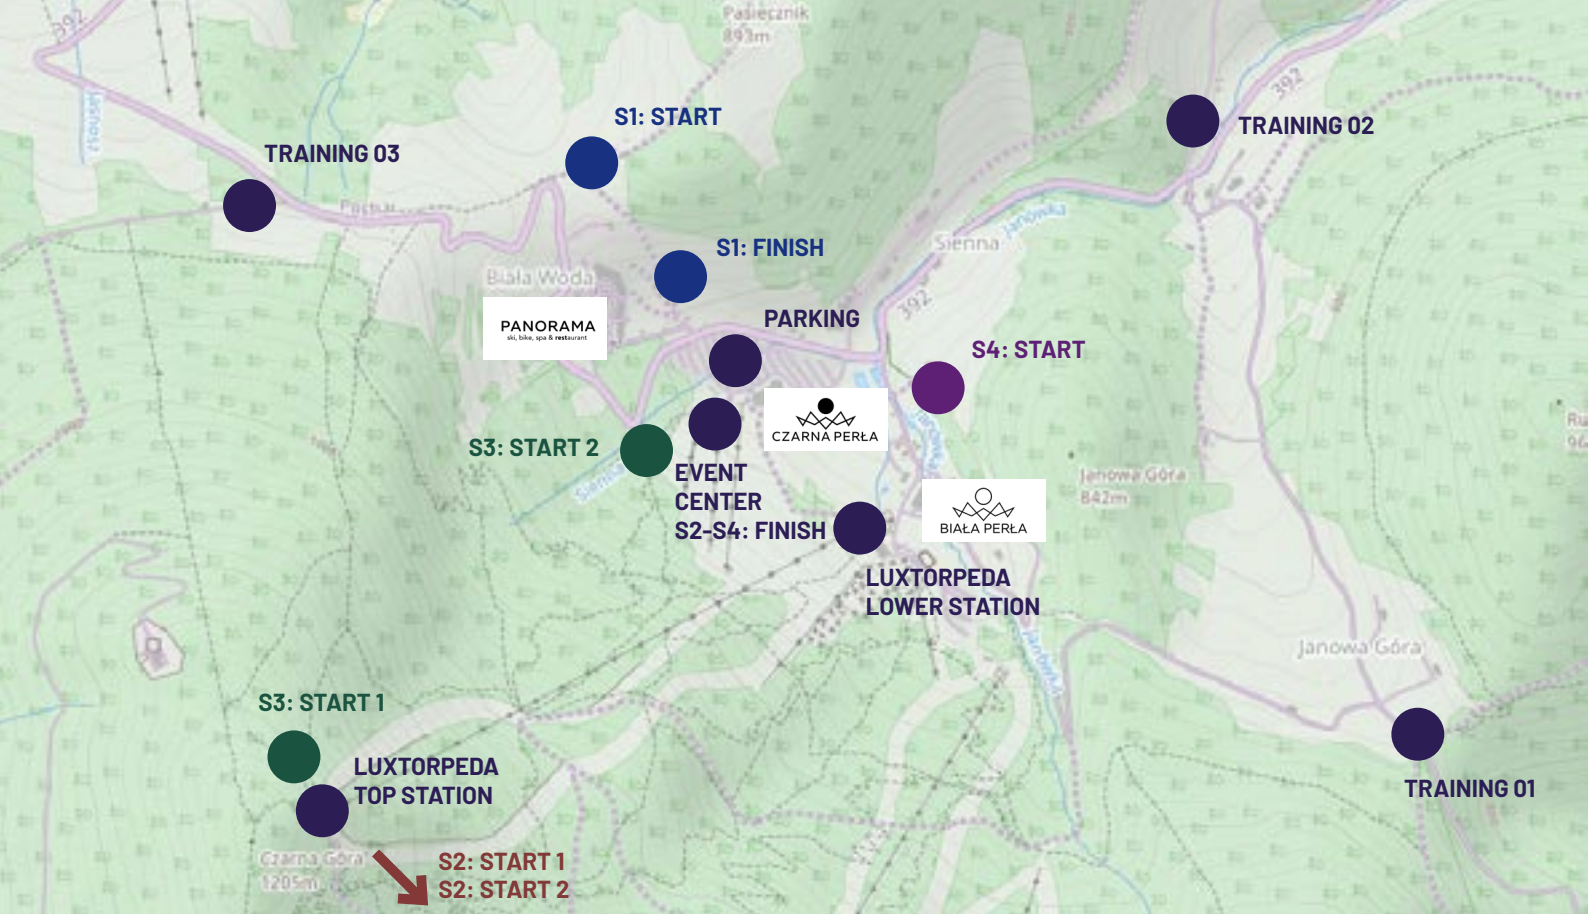 392
Pasiecznik
893m
S1: START
TRAINING 02
392
TRAINING 03
Janówka
Sienna
S1: FINISH
Biała Woda
392
PARKING
PANORAMA
ski, bike, spa & restaurant
S4: START
CZARNA PERŁA
S3: START 2
EVENT
CENTER
S2-S4: FINISH
Janowa Góra
842m
BIAŁA PERŁA
LUXTORPEDA
LOWER STATION
Janowa Góra
S3: START 1
LUXTORPEDA
TOP STATION
TRAINING 01
Czarna Góra
1205m
S2: START 1
S2: START 2